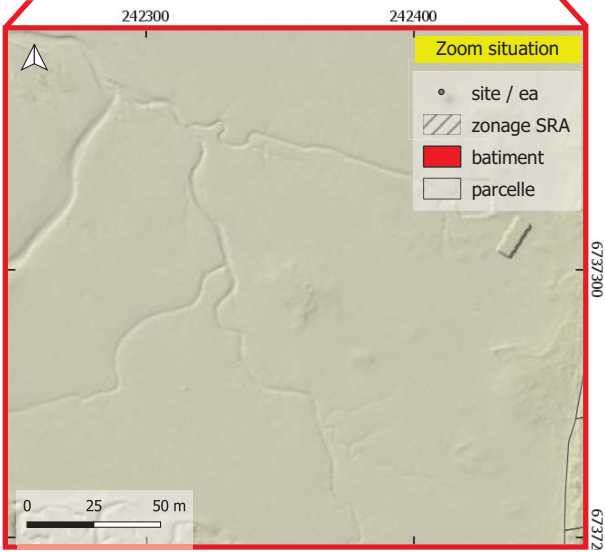 242300 242400
Zoom situation
site / ea
zonage SRA
batiment
parcelle
6737300
0 25 50 m
67372